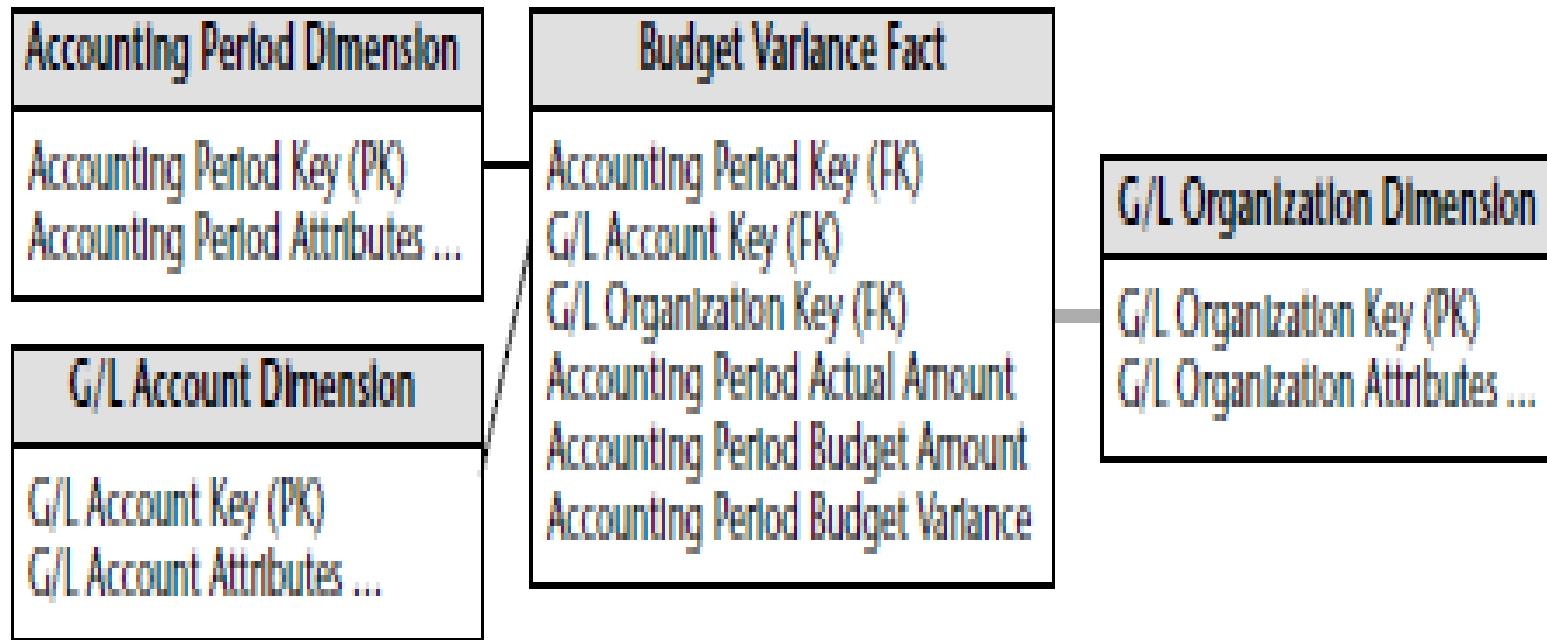 Accounting Period Dimension
Accounting Period Key (PK)
Accounting Period Attributes ...
G/L Account Dimension
G/L Account Key (PK)
G/L Account Attributes ...
Budget Variance Fact
Accounting Period Key (FK)
G/L Account Key (FK)
G/L Organization Key (FK)
Accounting Period Actual Amount
Accounting Period Budget Amount
Accounting Period Budget Variance
G/L Organization Dimension
G/L Organization Key (PK)
G/L Organization Attributes ...